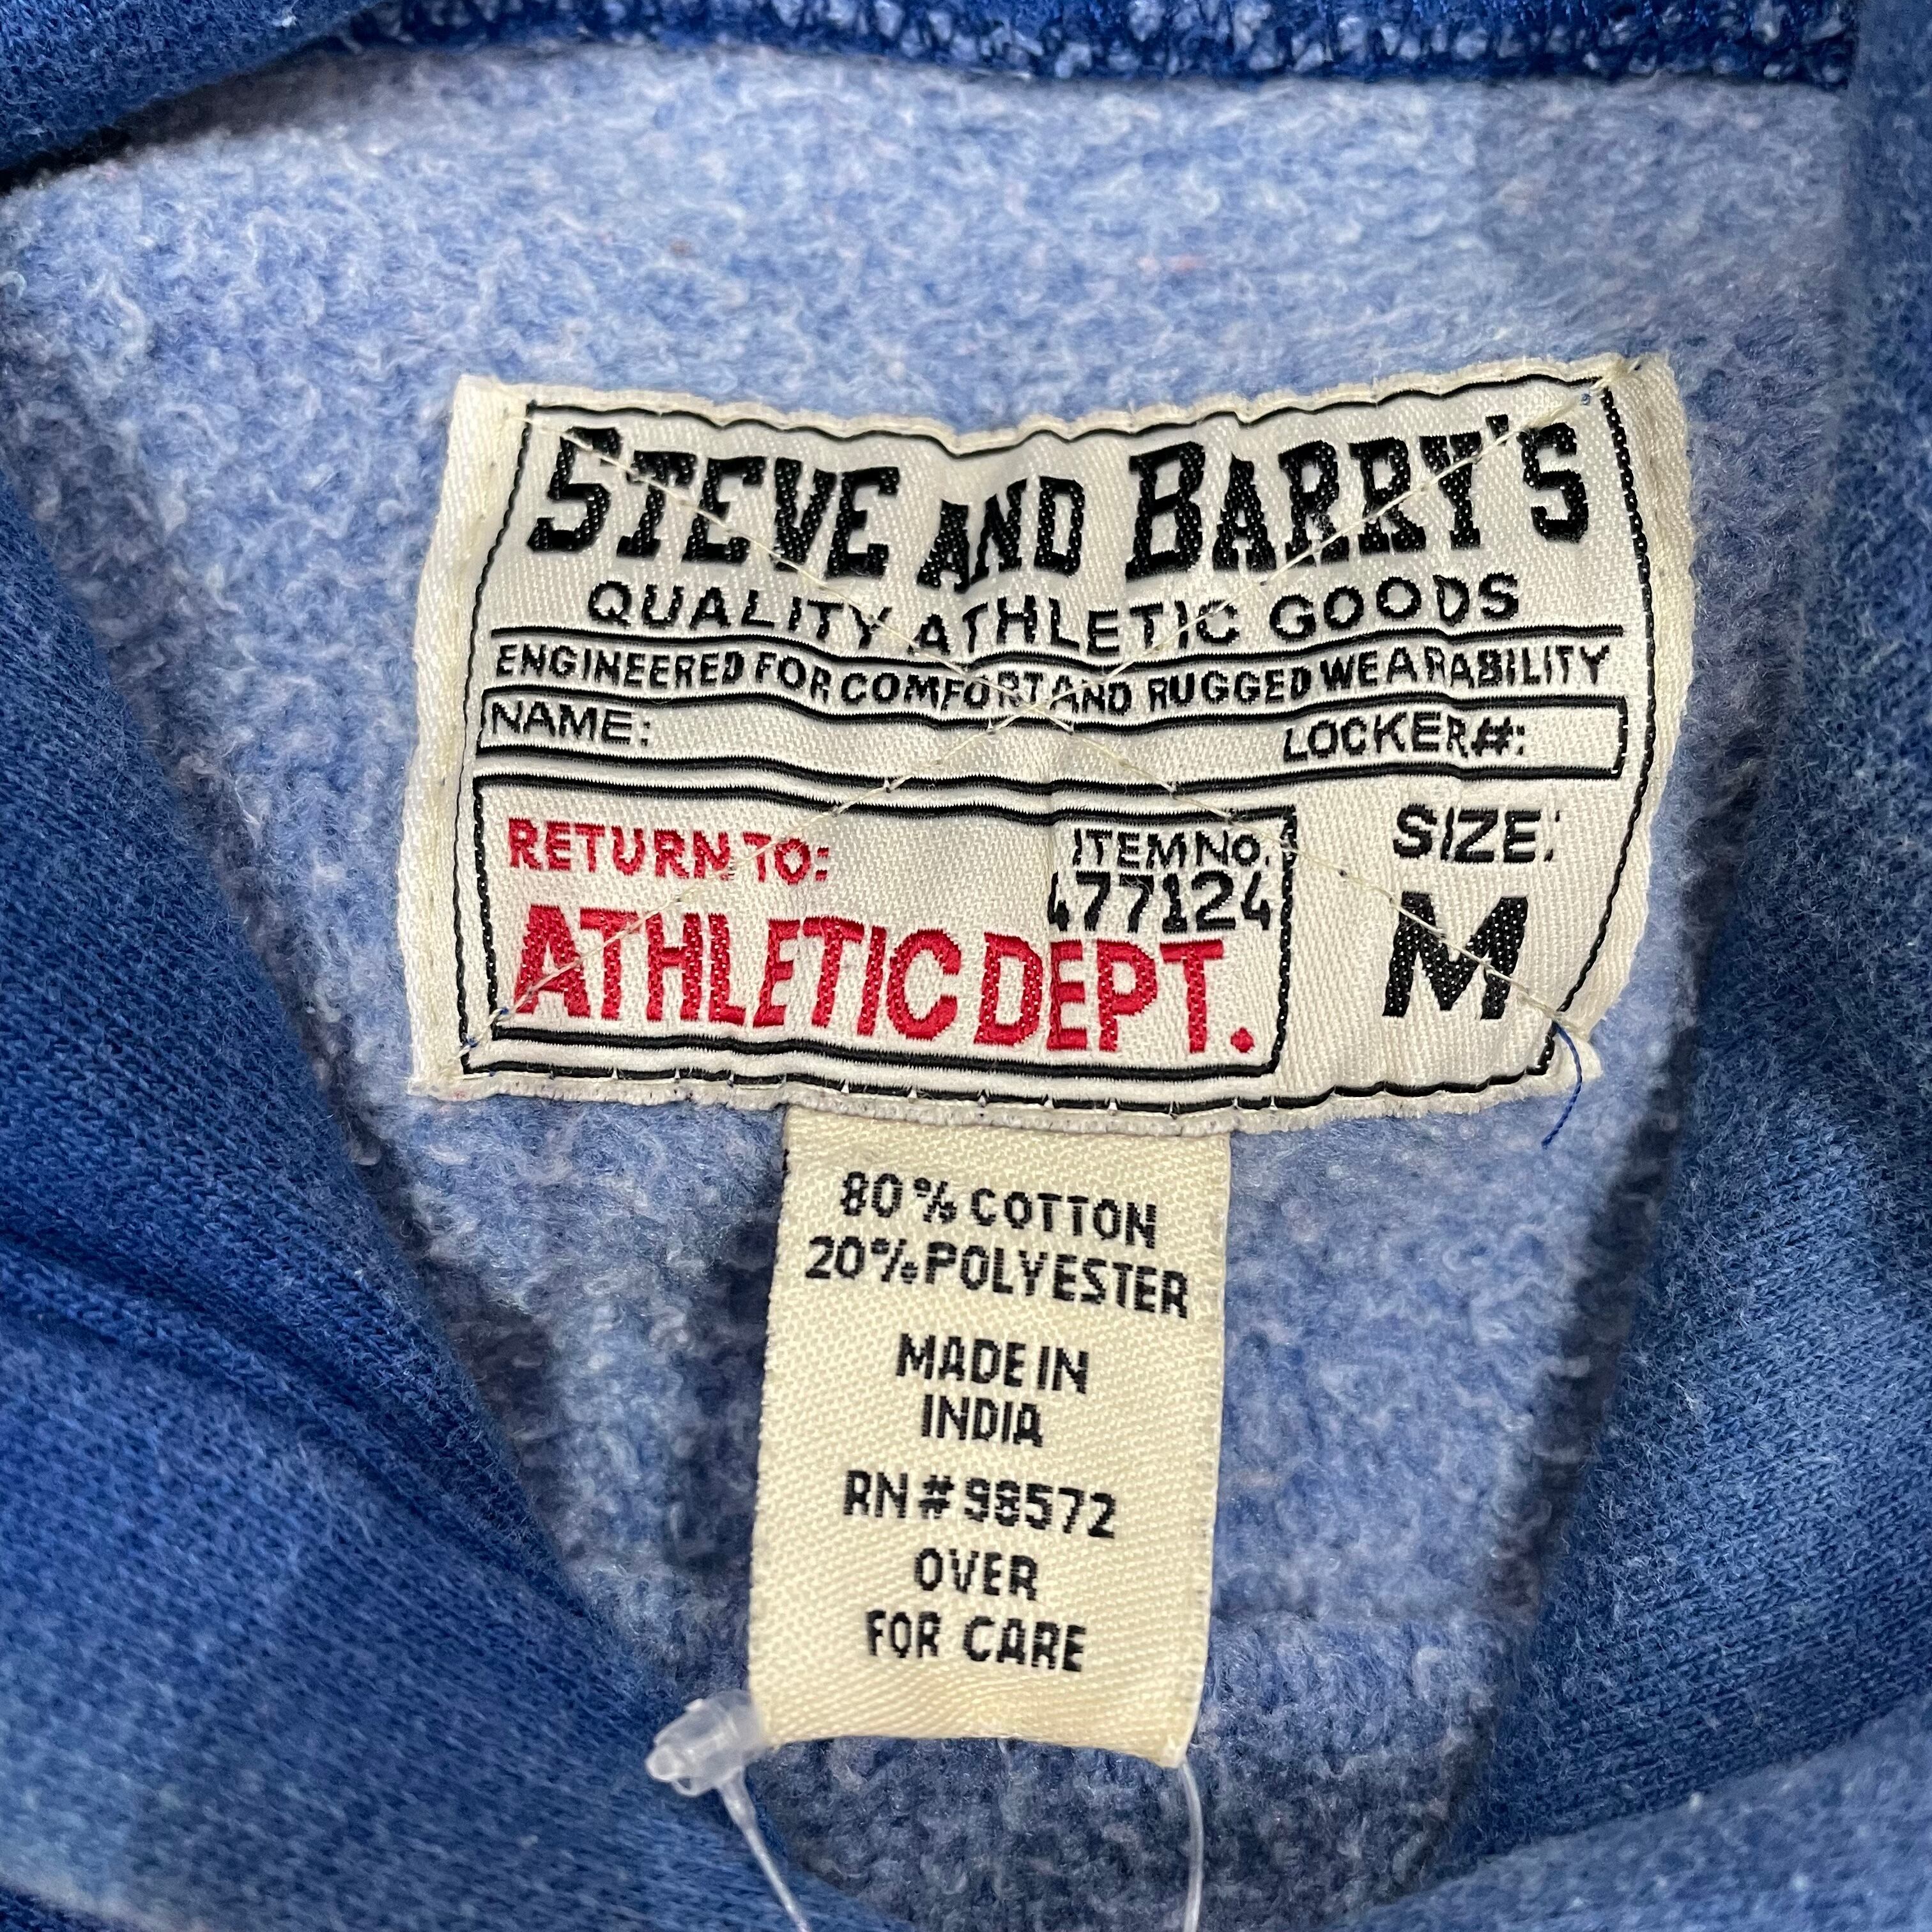 STEVE AND BARRY'S
QUALITY ATHLETIC GOODS
ENGINEERED FOR COMFORT AND RUGGED WEARABILITY
NAME: LOCKER#:
RETURN TO: ITEM NO. SIZE:
477124
ATHLETIC DEPT. M
80% COTTON
20% POLYESTER
MADE IN
INDIA
RN # 98572
OVER
FOR CARE